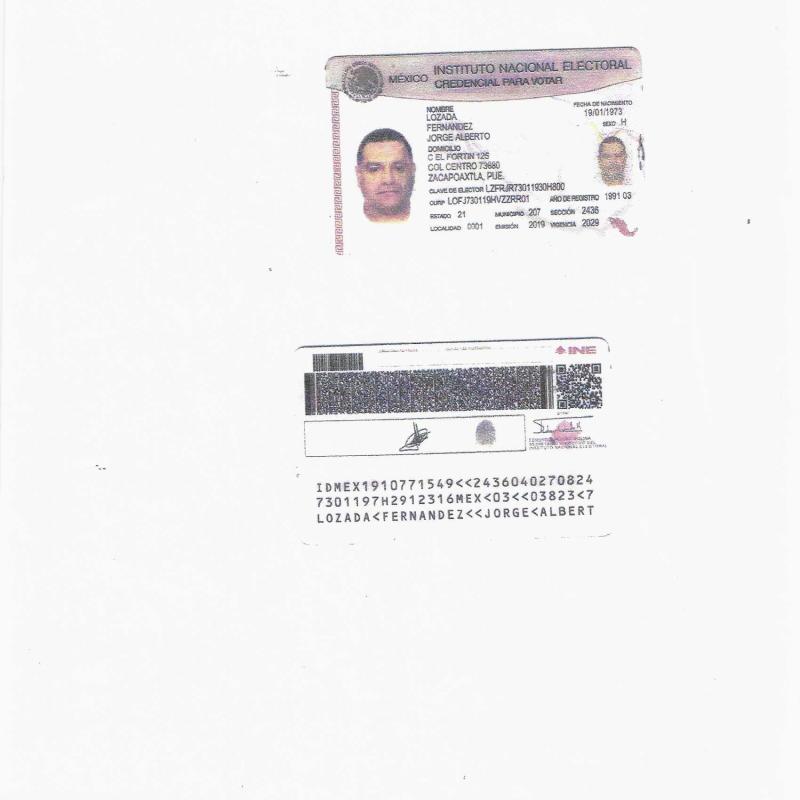 MÉXICO INSTITUTO NACIONAL ELECTORAL
CREDENCIAL PARA VOTAR
NOMBRE
LOZADA
FERNANDEZ
JORGE ALBERTO
FECHA DE NACIMIENTO
19/01/1973
SEXO H
DOMICILIO
C EL FORTIN 125
COL CENTRO 73680
ZACAPOAXTLA, PUE.
CLAVE DE ELECTOR LZFRJR73011930H800
CURP LOFJ730119HVZZRR01 AÑO DE REGISTRO 1991 03
ESTADO 21 MUNICIPIO 207 SECCIÓN 2436
LOCALIDAD 0001 EMISIÓN 2019 VIGENCIA 2029
INE
INSTITUTO NACIONAL ELECTORAL
IDMEX1910771549<<2436040270824
7301197H2912316MEX<03<<03823<7
LOZADA<FERNANDEZ<<JORGE<ALBERT